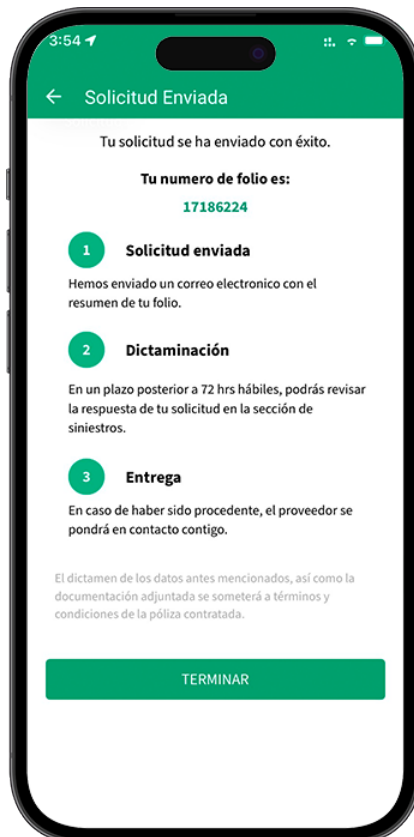 3:54
Solicitud Enviada
Tu solicitud se ha enviado con éxito.
Tu numero de folio es:
17186224
1 Solicitud enviada
Hemos enviado un correo electronico con el
resumen de tu folio.
2 Dictaminación
En un plazo posterior a 72 hrs hábiles, podrás revisar
la respuesta de tu solicitud en la sección de
siniestros.
3 Entrega
En caso de haber sido procedente, el proveedor se
pondrá en contacto contigo.
El dictamen de los datos antes mencionados, así como la
documentación adjuntada se someterá a términos y
condiciones de la póliza contratada.
TERMINAR